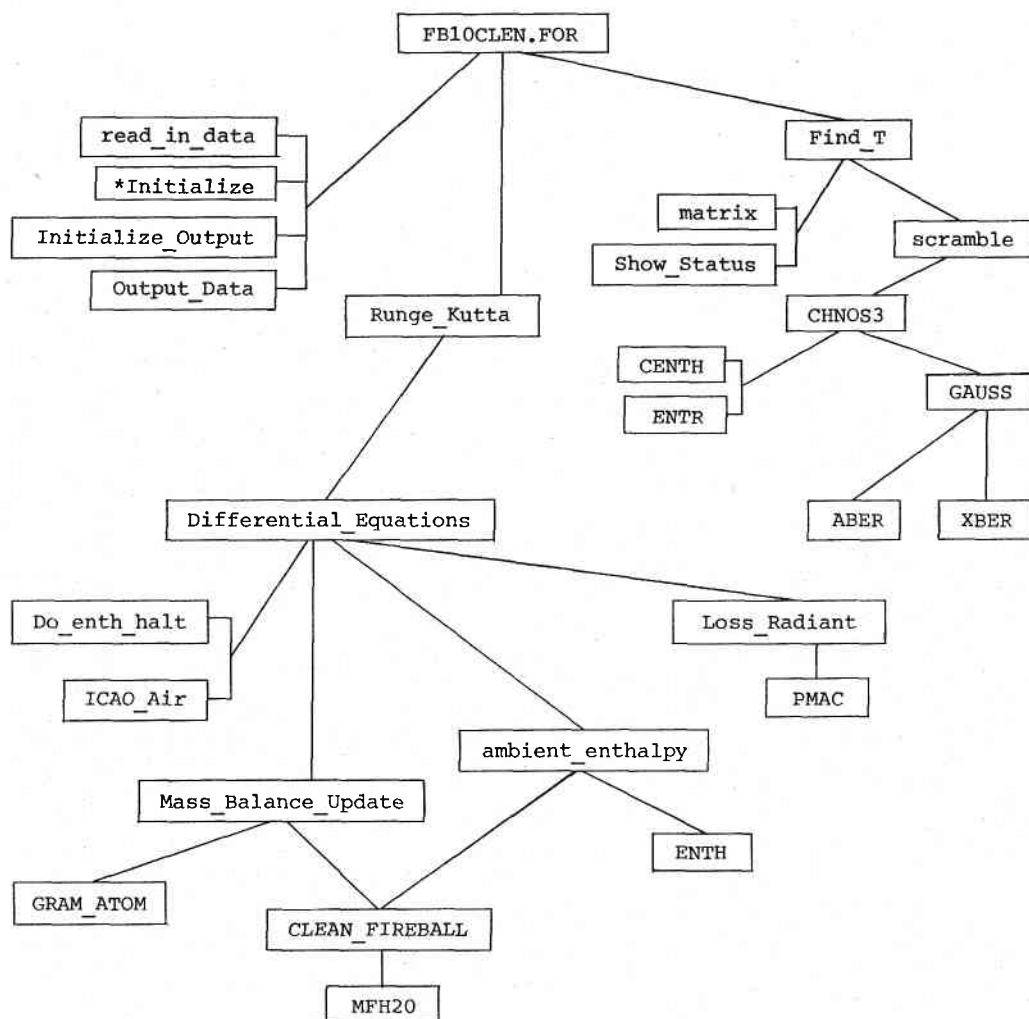 FB10CLEN.FOR
read_in_data
*Initialize
Initialize_Output
Output_Data
Find_T
matrix
Show_Status
scramble
CHNOS3
Runge_Kutta
CENTH
ENTR
GAUSS
ABER
XBER
Differential_Equations
Do_enth_halt
ICAO_Air
Loss_Radiant
PMAC
ambient_enthalpy
Mass_Balance_Update
ENTH
GRAM_ATOM
CLEAN_FIREBALL
MFH20